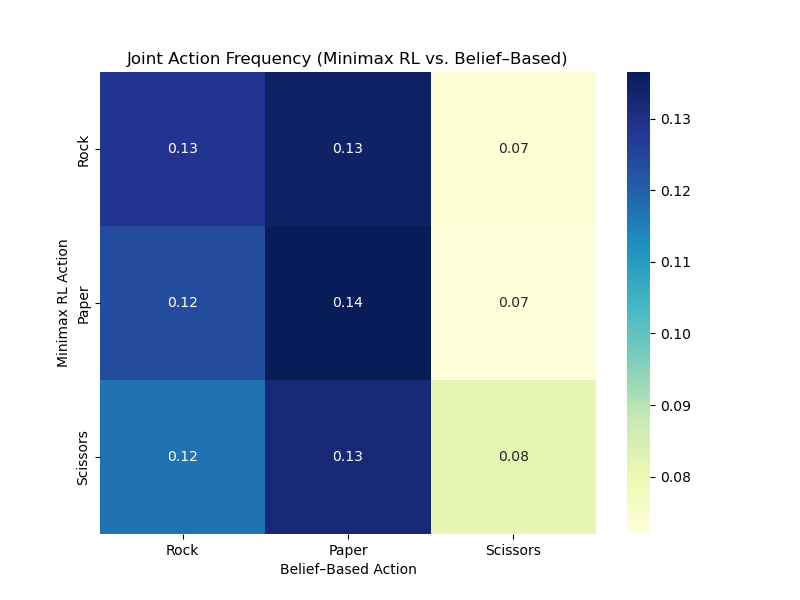 Joint Action Frequency (Minimax RL vs. Belief–Based)
Minimax RL Action
Rock
0.13
0.13
0.07
Paper
0.12
0.14
0.07
Scissors
0.12
0.13
0.08
Rock
Paper
Scissors
Belief–Based Action
0.13
0.12
0.11
0.10
0.09
0.08